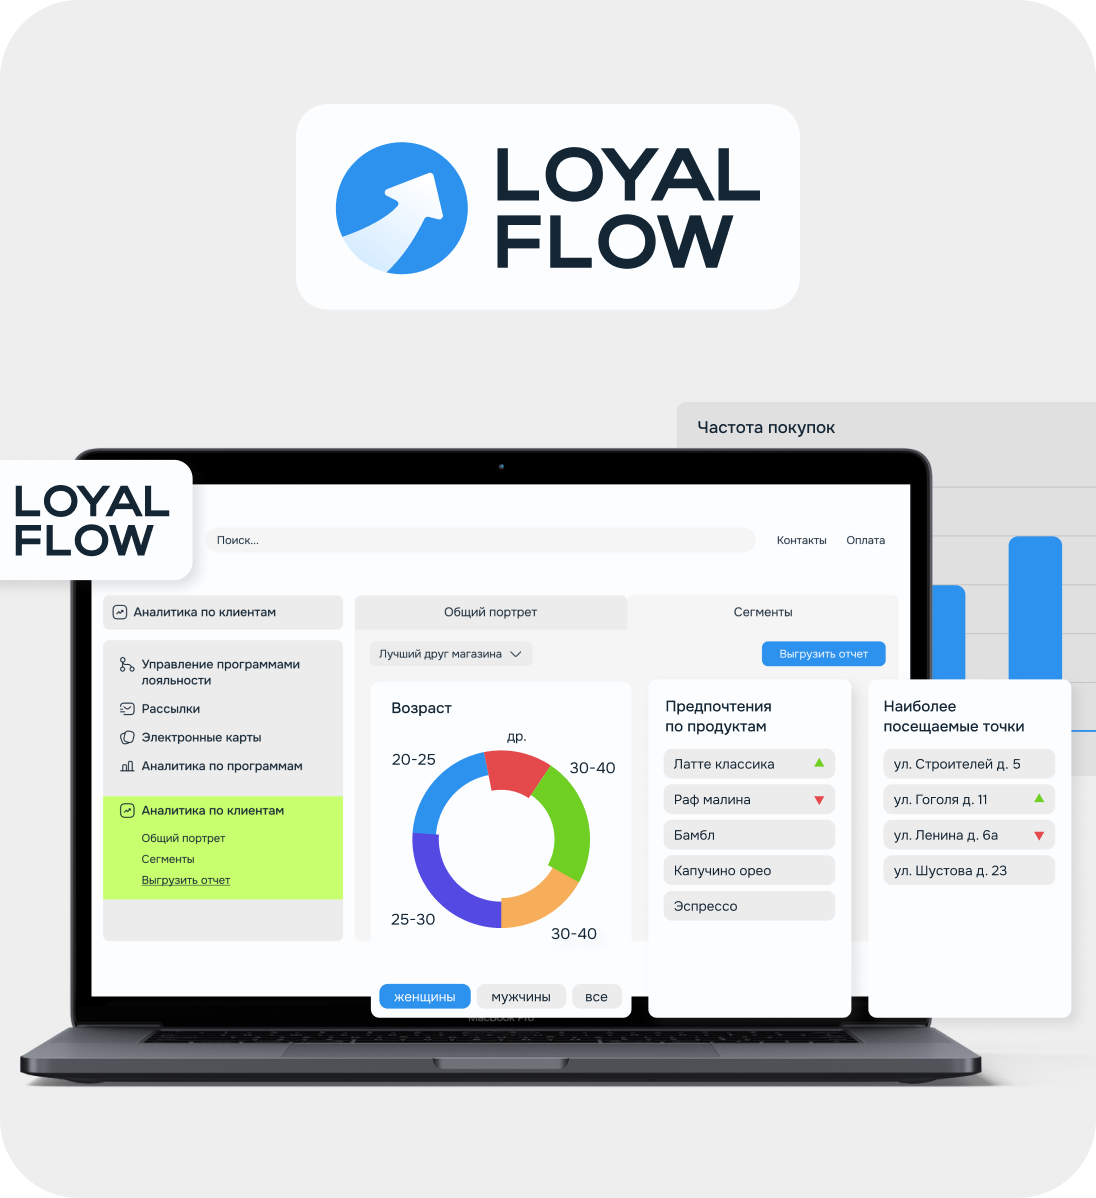 LOYAL
FLOW
Частота покупок
LOYAL
FLOW
Поиск...
Контакты
Оплата
Аналитика по клиентам
Управление программами
лояльности
Рассылки
Электронные карты
Аналитика по программам
Аналитика по клиентам
Общий портрет
Сегменты
Выгрузить отчет
Общий портрет
Сегменты
Лучший друг магазина
Выгрузить отчет
Возраст
др.
20-25
30-40
25-30
30-40
женщины
мужчины
все
Предпочтения
по продуктам
Латте классика
Раф малина
Бамбл
Капучино орео
Эспрессо
Наиболее
посещаемые точки
ул. Строителей д. 5
ул. Гоголя д. 11
ул. Ленина д. 6а
ул. Шустова д. 23
MacBook Pro